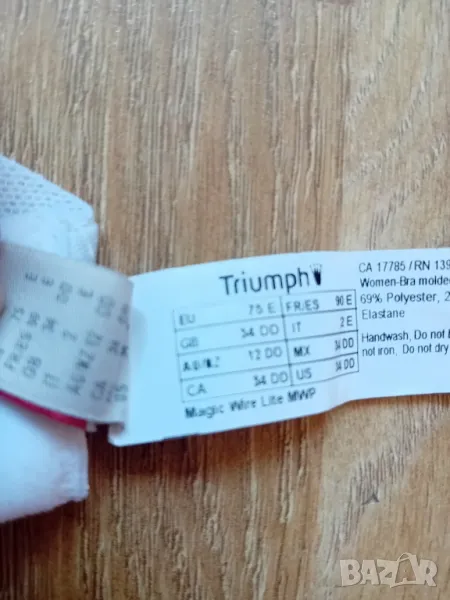 Triumph
EU 75 E FR/ES 90 E
GB 34 DD IT 2 E
AU/NZ 12 DD MX 34 DD
CA 34 DD US 34 DD
Magic Wire Lite MWP
CA 17785 / RN 139
Women-Bra molded
69% Polyester, 2
Elastane
Handwash, Do not
not iron, Do not dry
BAZAR